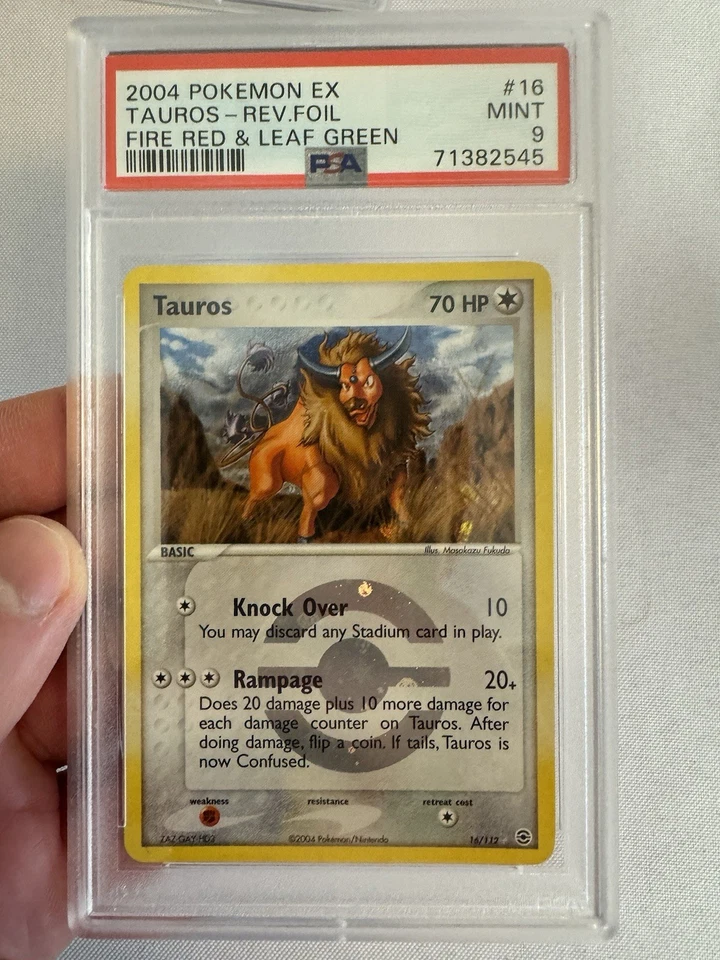 2004 POKEMON EX #16
TAUROS - REV.FOIL MINT
FIRE RED & LEAF GREEN 9
PSA 71382545
Tauros 70 HP
BASIC Illus. Masakazu Fukuda
Knock Over 10
You may discard any Stadium card in play.
Rampage 20+
Does 20 damage plus 10 more damage for
each damage counter on Tauros. After
doing damage, flip a coin. If tails, Tauros is
now Confused.
weakness resistance retreat cost
©2004 Pokémon/Nintendo 16/112